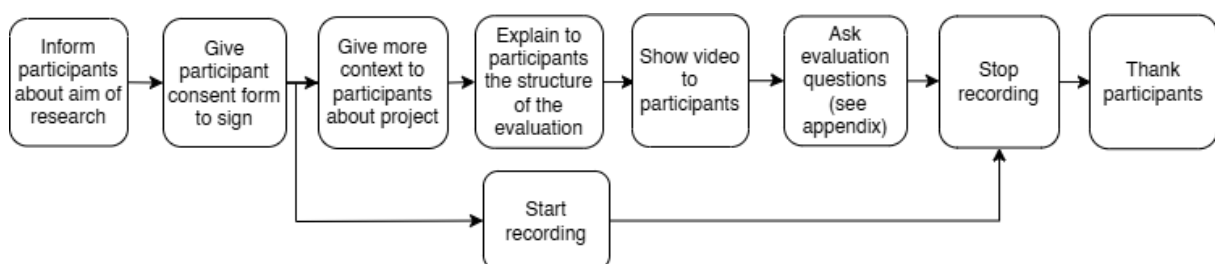 Inform
participants
about aim of
research
Give
participant
consent form
to sign
Give more
context to
participants
about project
Explain to
participants
the structure
of the
evaluation
Show video
to
participants
Ask
evaluation
questions
(see
appendix)
Stop
recording
Thank
participants
Start
recording